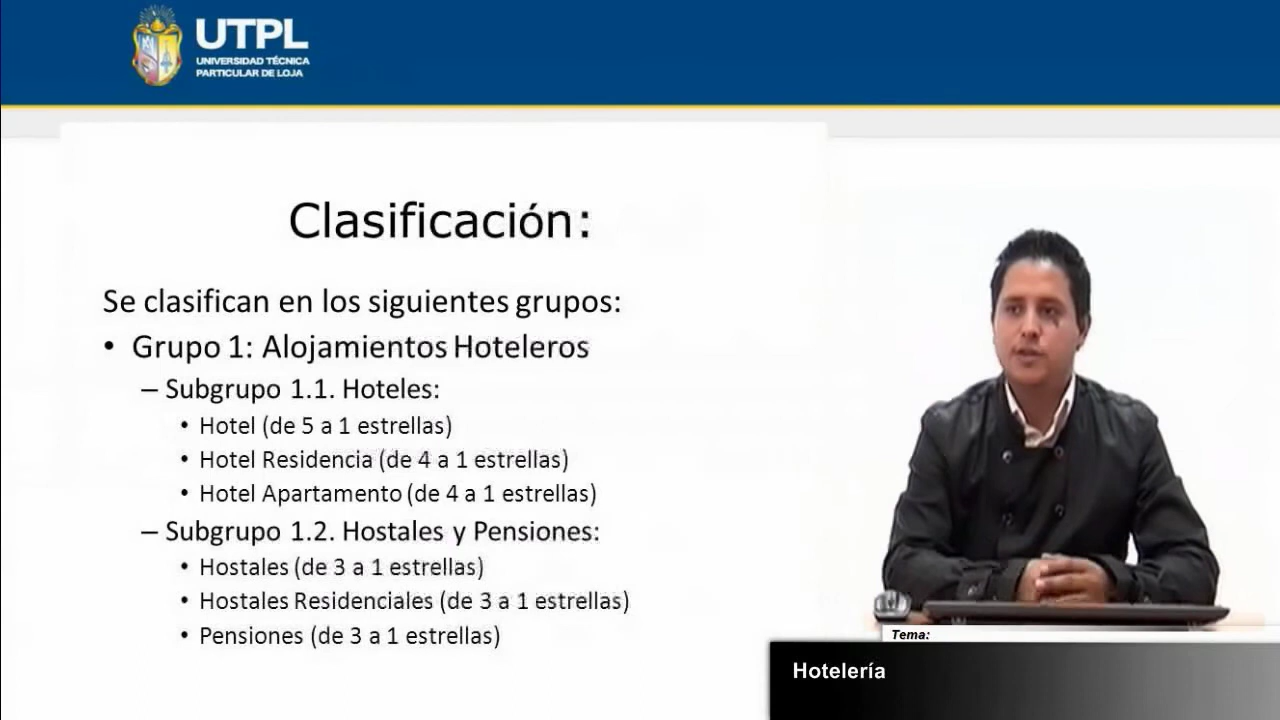 UTPL
UNIVERSIDAD TÉCNICA
PARTICULAR DE LOJA
Clasificación:
Se clasifican en los siguientes grupos:
• Grupo 1: Alojamientos Hoteleros
– Subgrupo 1.1. Hoteles:
• Hotel (de 5 a 1 estrellas)
• Hotel Residencia (de 4 a 1 estrellas)
• Hotel Apartamento (de 4 a 1 estrellas)
– Subgrupo 1.2. Hostales y Pensiones:
• Hostales (de 3 a 1 estrellas)
• Hostales Residenciales (de 3 a 1 estrellas)
• Pensiones (de 3 a 1 estrellas)
Tema:
Hotelería